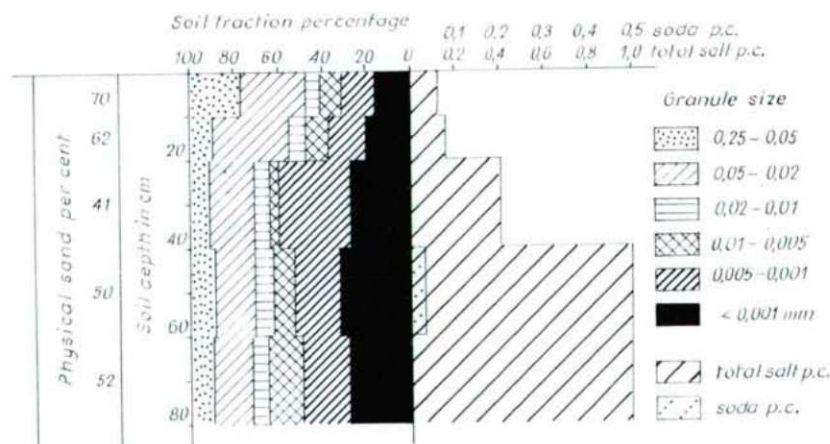 Soil fraction percentage
0,1 0,2 0,3 0,4 0,5 soda p.c.
100 80 60 40 20 0 0,2 0,4 0,6 0,8 1,0 total salt p.c.
Physical sand per cent
70
62
41
50
52
Soil depth in cm
20
40
60
80
Granule size
0,25 – 0,05
0,05 – 0,02
0,02 – 0,01
0,01 – 0,005
0,005 – 0,001
< 0,001 mm
total salt p.c.
soda p.c.